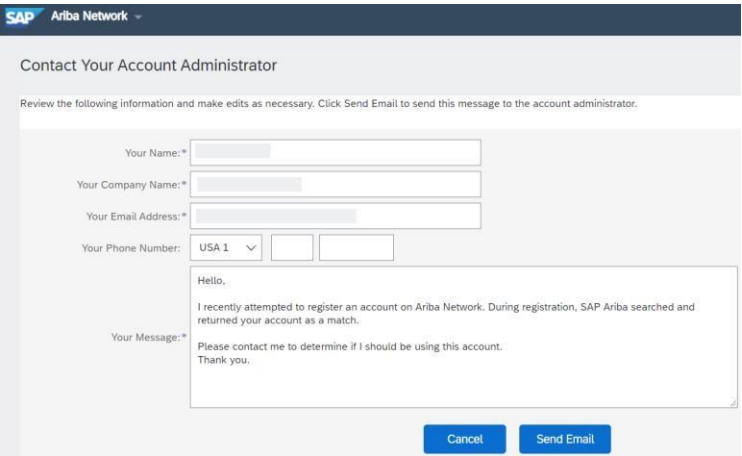 SAP Ariba Network
Contact Your Account Administrator
Review the following information and make edits as necessary. Click Send Email to send this message to the account administrator.
Your Name:*
Your Company Name:*
Your Email Address:*
Your Phone Number: USA 1
Your Message:*
Hello,
I recently attempted to register an account on Ariba Network. During registration, SAP Ariba searched and
returned your account as a match.
Please contact me to determine if I should be using this account.
Thank you.
Cancel Send Email